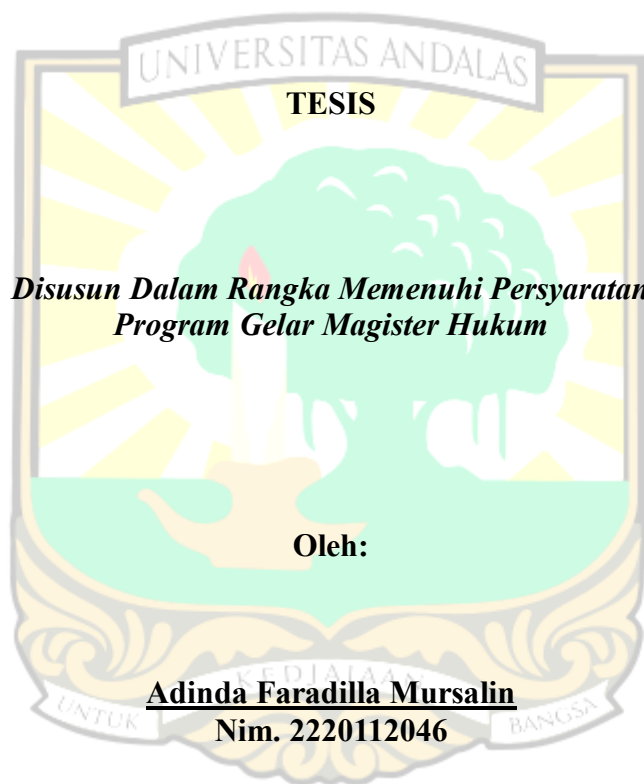 UNIVERSITAS ANDALAS
TESIS
Disusun Dalam Rangka Memenuhi Persyaratan
Program Gelar Magister Hukum
Oleh:
KEDJAJAAN
Adinda Faradilla Mursalin
UNTUK
BANGSA
Nim. 2220112046